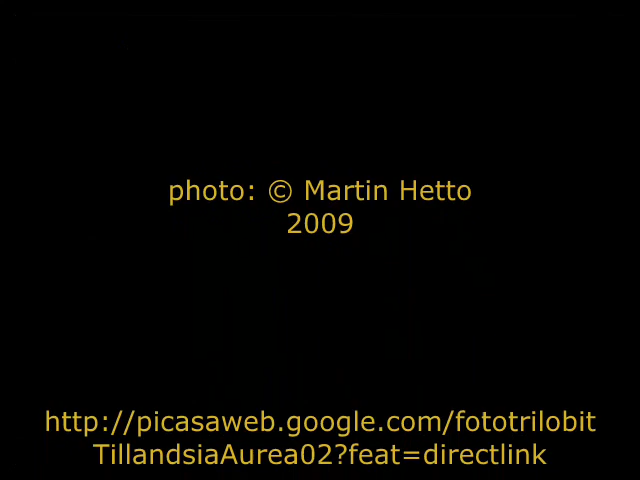 photo: © Martin Hetto
2009
http://picasaweb.google.com/fototrilobit
TillandsiaAurea02?feat=directlink